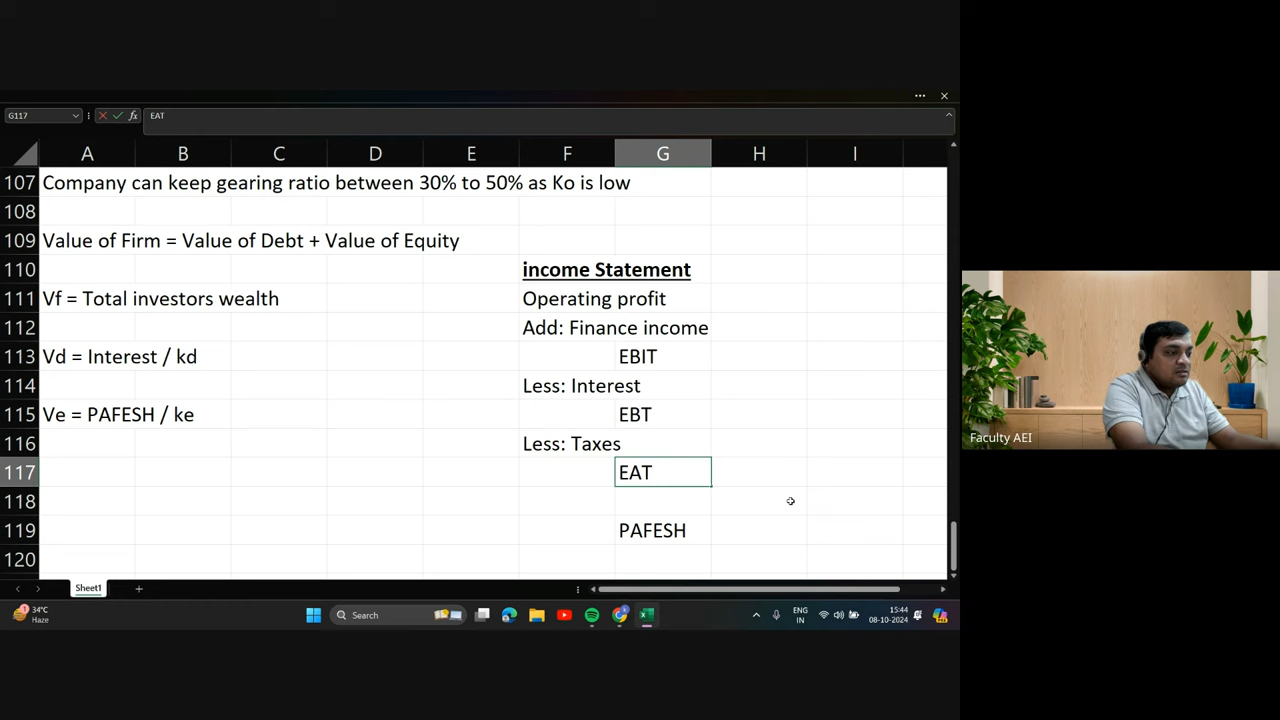 G117
EAT
A B C D E F G H I
107 Company can keep gearing ratio between 30% to 50% as Ko is low
108
109 Value of Firm = Value of Debt + Value of Equity
110 income Statement
111 Vf = Total investors wealth Operating profit
112 Add: Finance income
113 Vd = Interest / kd EBIT
114 Less: Interest
115 Ve = PAFESH / ke EBT
116 Less: Taxes
117 EAT
118
119 PAFESH
120
Faculty AEI
Sheet1
34°C
Haze
Search
ENG
IN
15:44
08-10-2024